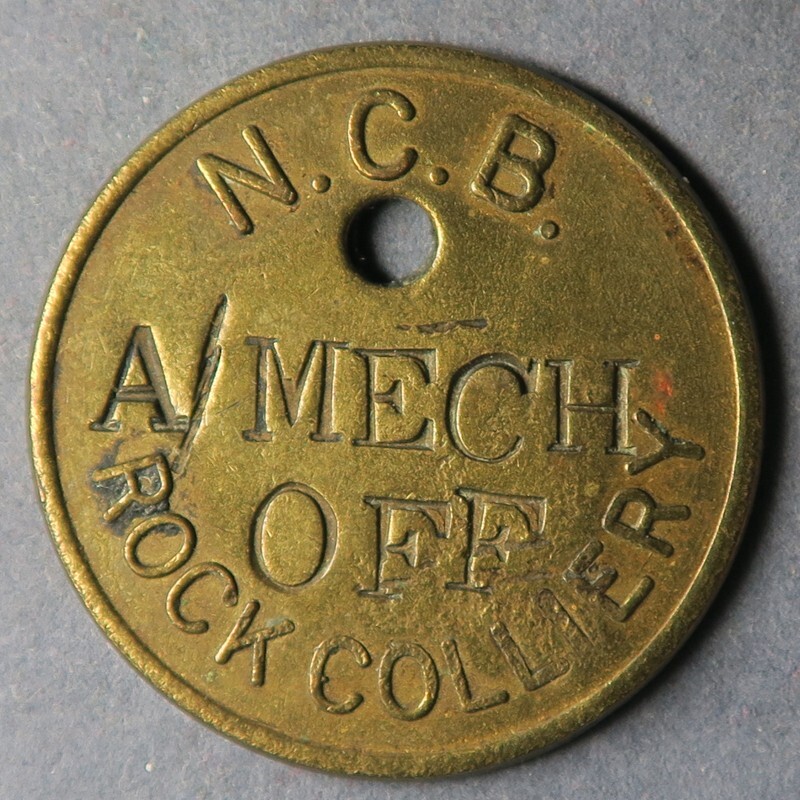 N.C.B.
A/MECH
OFF
ROCK COLLIERY